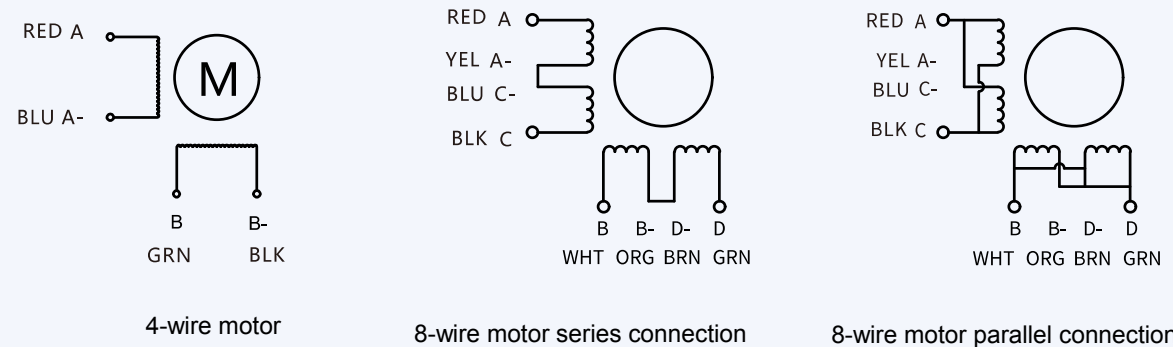 RED A
BLU A-
M
B B-
GRN BLK
4-wire motor
RED A
YEL A-
BLU C-
BLK C
B B- D- D
WHT ORG BRN GRN
8-wire motor series connection
RED A
YEL A-
BLU C-
BLK C
B B- D- D
WHT ORG BRN GRN
8-wire motor parallel connection